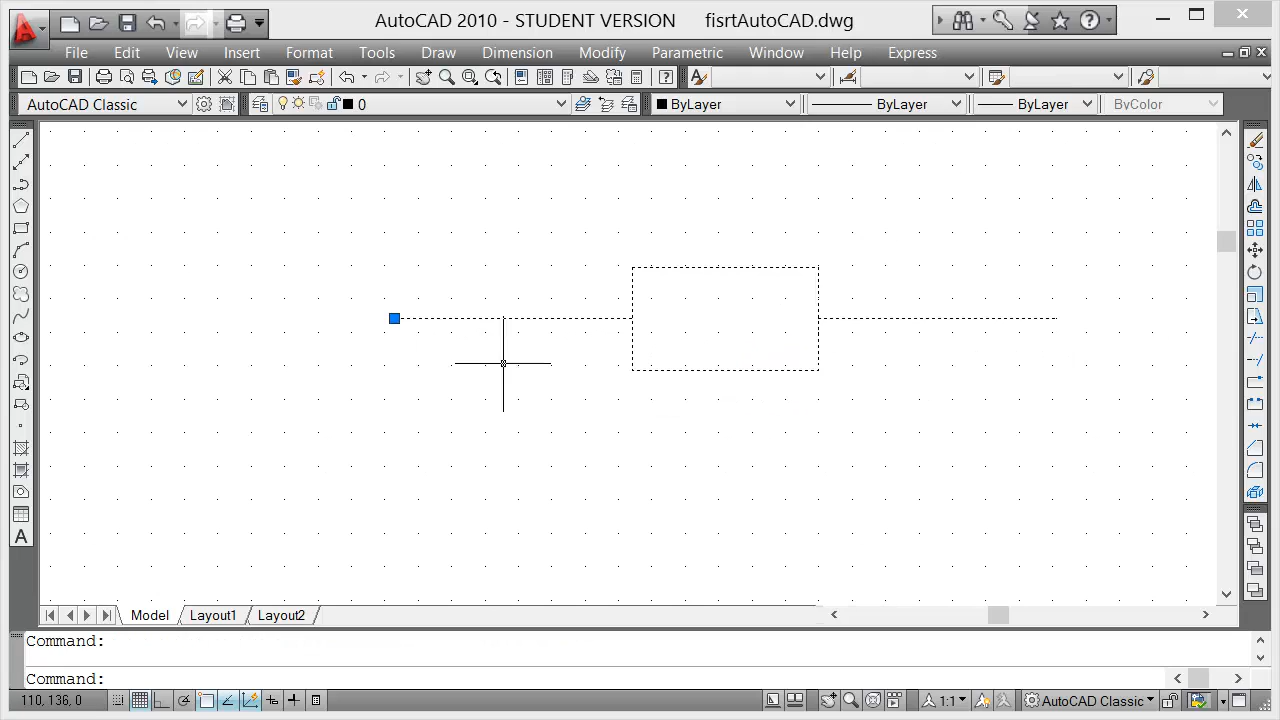 AutoCAD 2010 - STUDENT VERSION fisrtAutoCAD.dwg
File Edit View Insert Format Tools Draw Dimension Modify Parametric Window Help Express
AutoCAD Classic 0 ByLayer ByLayer ByLayer ByColor
Model Layout1 Layout2
Command:
Command:
110, 136, 0 1:1 AutoCAD Classic